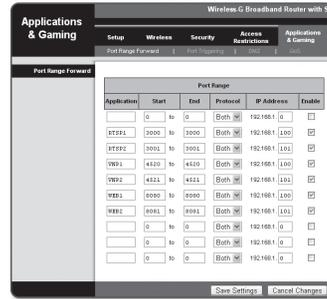 Wireless-G Broadband Router with
Applications & Gaming
Setup Wireless Security Access Restrictions Applications & Gaming
Port Range Forward | Port Triggering | DMZ | QoS
Port Range Forward
Port Range
Application Start End Protocol IP Address Enable
0 to 0 Both 192.168.1. 0
RTSP1 3000 to 3000 Both 192.168.1. 100
RTSP2 3001 to 3001 Both 192.168.1. 101
VNP1 4520 to 4520 Both 192.168.1. 100
VNP2 4521 to 4521 Both 192.168.1. 101
WEB1 8080 to 8080 Both 192.168.1. 100
WEB2 8081 to 8081 Both 192.168.1. 101
0 to 0 Both 192.168.1. 0
0 to 0 Both 192.168.1. 0
0 to 0 Both 192.168.1. 0
Save Settings Cancel Changes